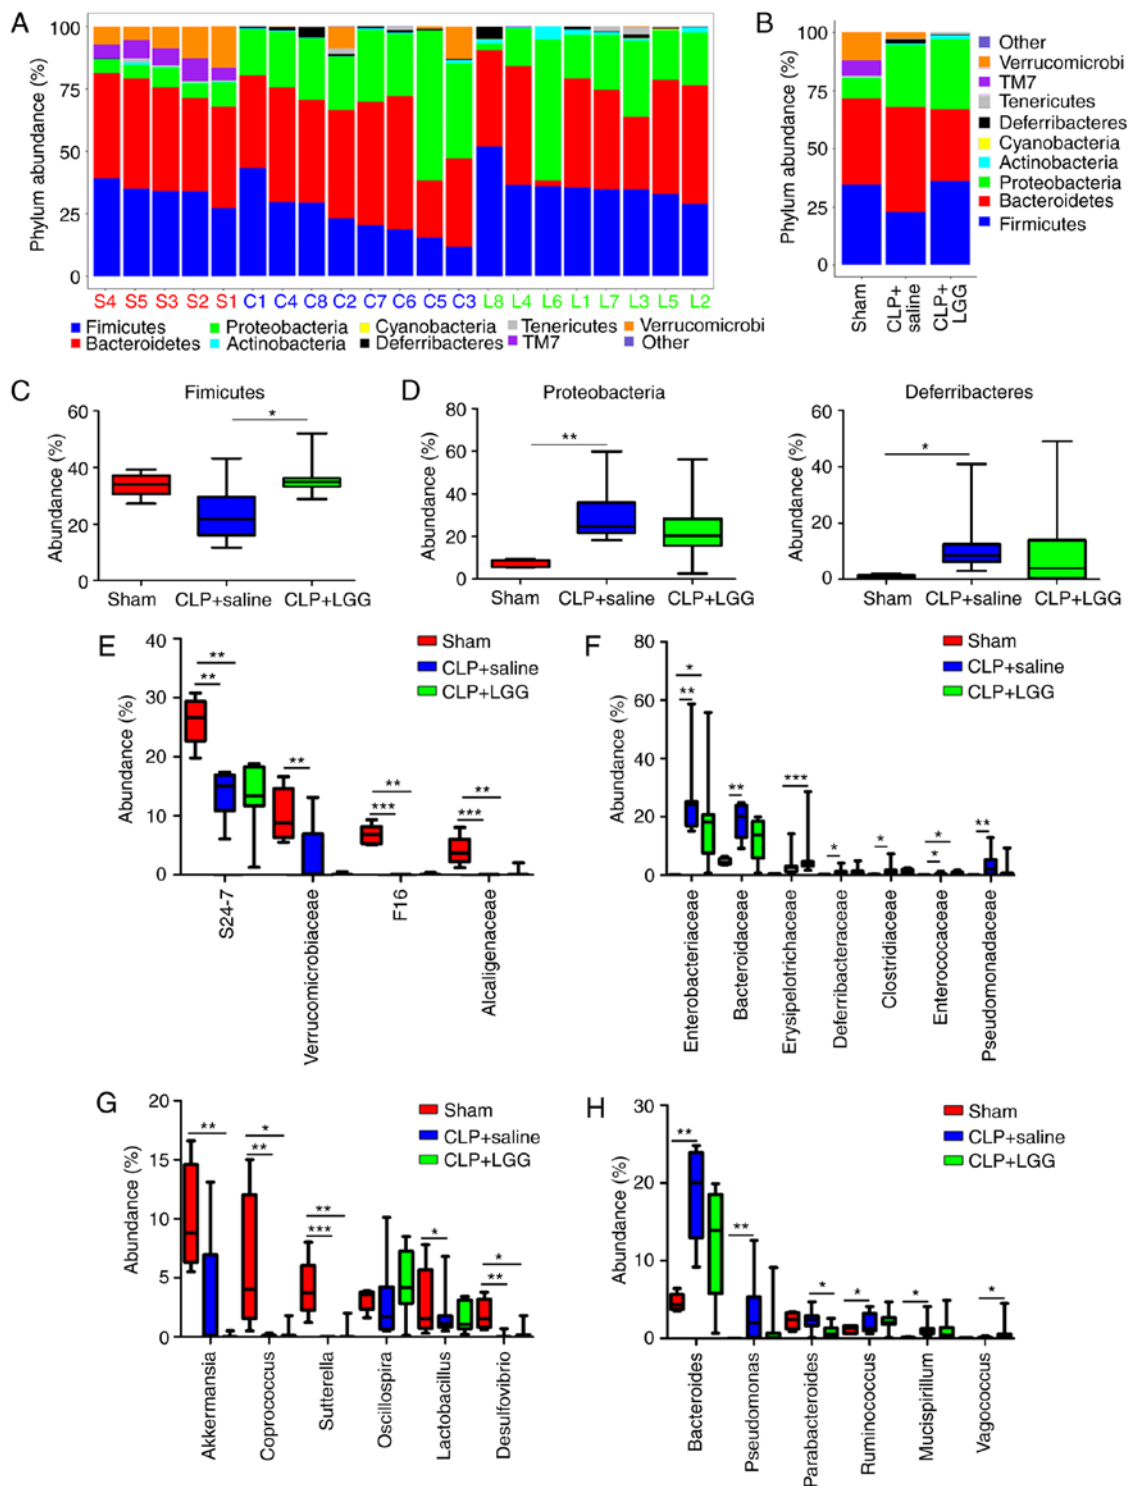 A
Phylum abundance (%)
100
75
50
25
0
S4 S5 S3 S2 S1 C1 C4 C8 C2 C7 C6 C5 C3 L8 L4 L6 L1 L7 L3 L5 L2
Fimicutes Proteobacteria Cyanobacteria Tenericutes Verrucomicrobi
Bacteroidetes Actinobacteria Deferribacteres TM7 Other
B
Phylum abundance (%)
100
75
50
25
0
Sham CLP+ saline CLP+ LGG
Other
Verrucomicrobi
TM7
Tenericutes
Deferribacteres
Cyanobacteria
Actinobacteria
Proteobacteria
Bacteroidetes
Firmicutes
C
Fimicutes
Abundance (%)
60
40
20
0
*
Sham CLP+saline CLP+LGG
D
Proteobacteria
Abundance (%)
80
60
40
20
0
**
Sham CLP+saline CLP+LGG
Deferribacteres
Abundance (%)
60
40
20
0
*
Sham CLP+saline CLP+LGG
E
Abundance (%)
40
30
20
10
0
Sham
CLP+saline
CLP+LGG
** ** ** ** *** ** ***
S24-7
Verrucomicrobiaceae
F16
Alcaligenaceae
F
Abundance (%)
80
60
40
20
0
Sham
CLP+saline
CLP+LGG
* ** ** *** * * * * **
Enterobacteriaceae
Bacteroidaceae
Erysipelotrichaceae
Deferribacteraceae
Clostridiaceae
Enterococaceae
Pseudomonadaceae
G
Abundance (%)
20
15
10
5
0
Sham
CLP+saline
CLP+LGG
** * ** ** *** * * **
Akkermansia
Coprococcus
Sutterella
Oscillospira
Lactobacillus
Desulfovibrio
H
Abundance (%)
30
20
10
0
Sham
CLP+saline
CLP+LGG
** ** * * * *
Bacteroides
Pseudomonas
Parabacteroides
Ruminococcus
Mucispirillum
Vagococcus